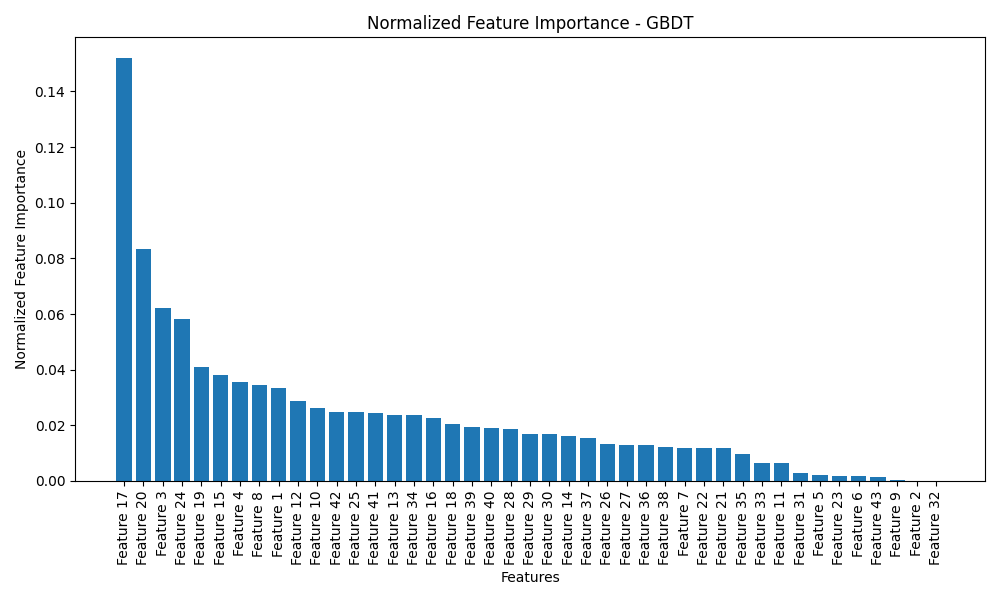 Normalized Feature Importance - GBDT
Normalized Feature Importance
0.14
0.12
0.10
0.08
0.06
0.04
0.02
0.00
Feature 17
Feature 20
Feature 3
Feature 24
Feature 19
Feature 15
Feature 4
Feature 8
Feature 1
Feature 12
Feature 10
Feature 42
Feature 25
Feature 41
Feature 13
Feature 34
Feature 16
Feature 18
Feature 39
Feature 40
Feature 28
Feature 29
Feature 30
Feature 14
Feature 37
Feature 26
Feature 27
Feature 36
Feature 38
Feature 7
Feature 22
Feature 21
Feature 35
Feature 33
Feature 11
Feature 31
Feature 5
Feature 23
Feature 6
Feature 43
Feature 9
Feature 2
Feature 32
Features